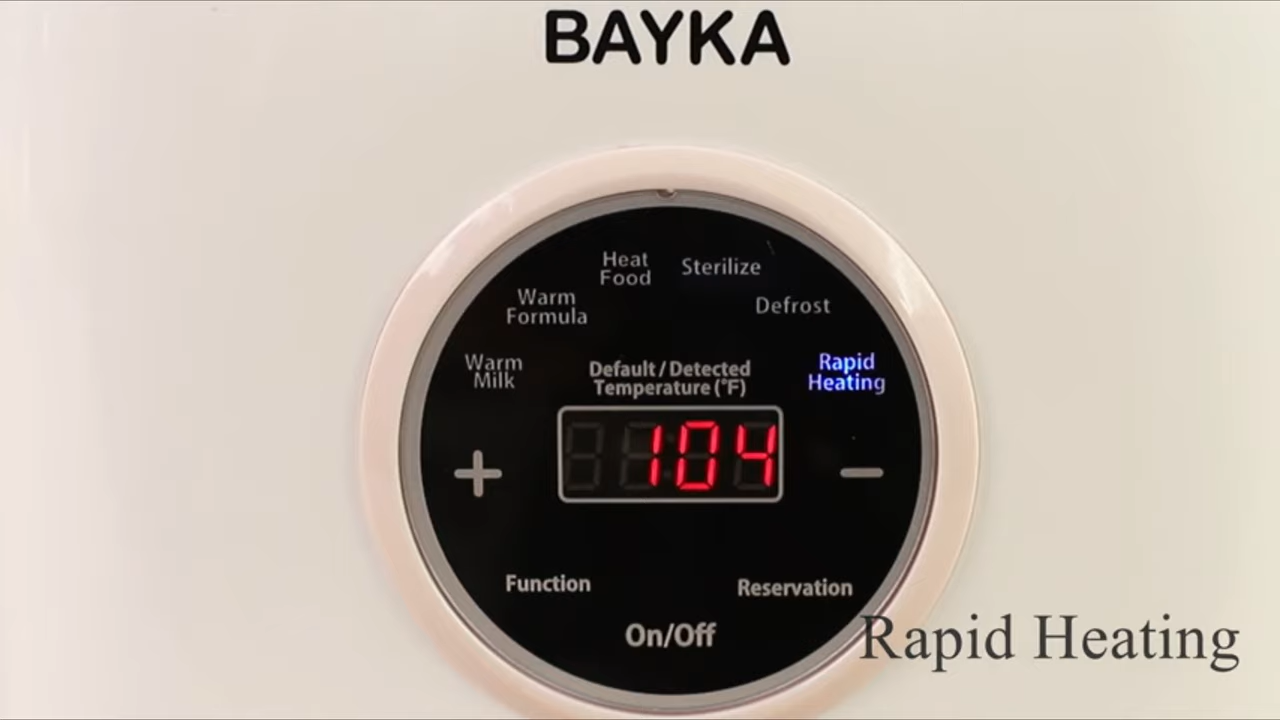 BAYKA
Heat
Food
Sterilize
Warm
Formula
Defrost
Warm
Milk
Default / Detected
Temperature (°F)
Rapid
Heating
104
+
−
Function
Reservation
On/Off
Rapid Heating